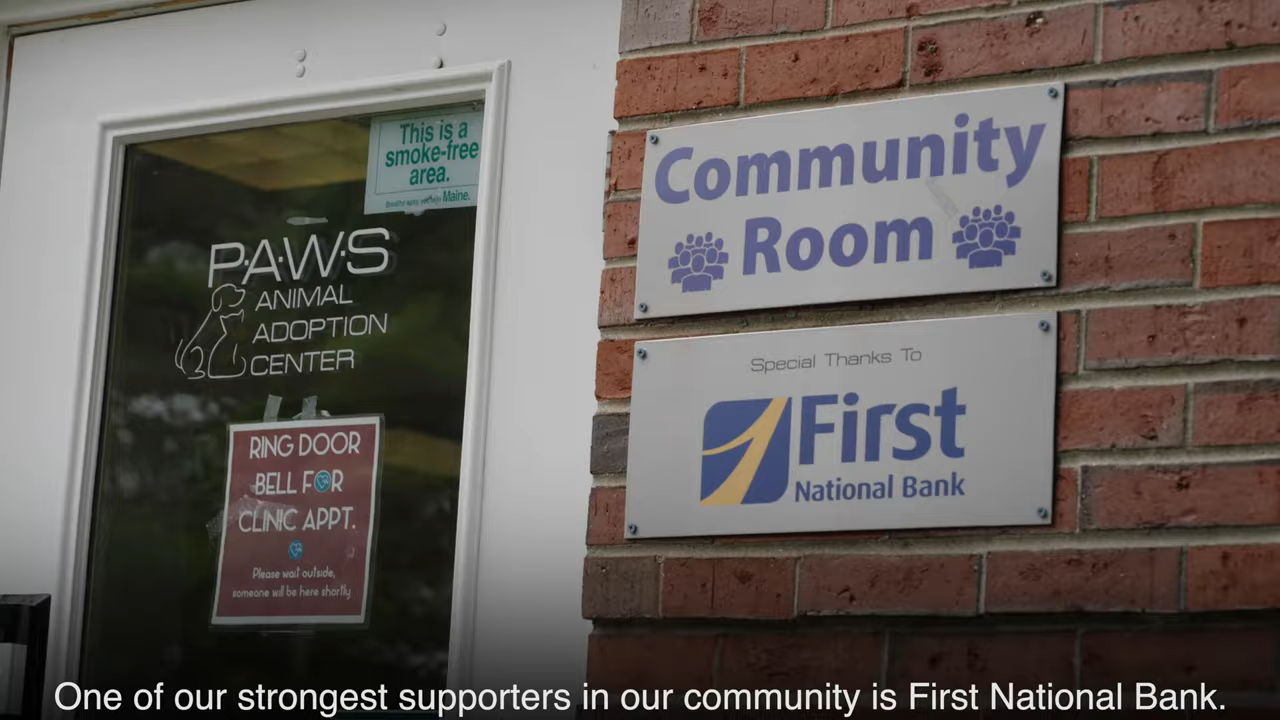 This is a
smoke-free
area.
Maine.
P·A·W·S
ANIMAL
ADOPTION
CENTER
RING DOOR
BELL FOR
CLINIC APPT.
Please wait outside,
someone will be here shortly
Community
Room
Special Thanks To
First
National Bank
One of our strongest supporters in our community is First National Bank.